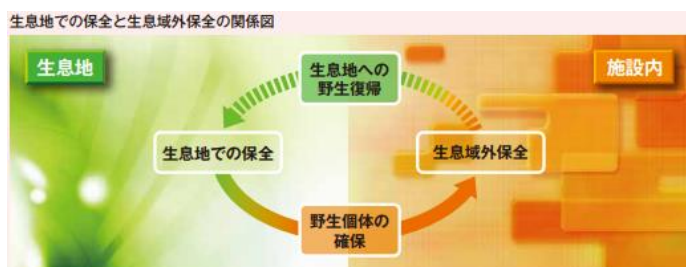 生息地での保全と生息域外保全の関係図
生息地
施設内
生息地への
野生復帰
生息地での保全
生息域外保全
野生個体の
確保